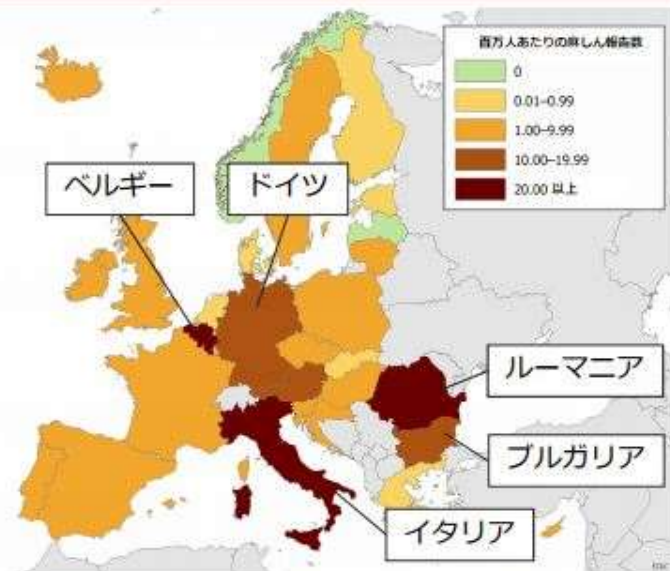 百万人あたりの麻しん報告数
0
0.01–0.99
1.00–9.99
10.00–19.99
20.00 以上
ベルギー
ドイツ
ルーマニア
ブルガリア
イタリア